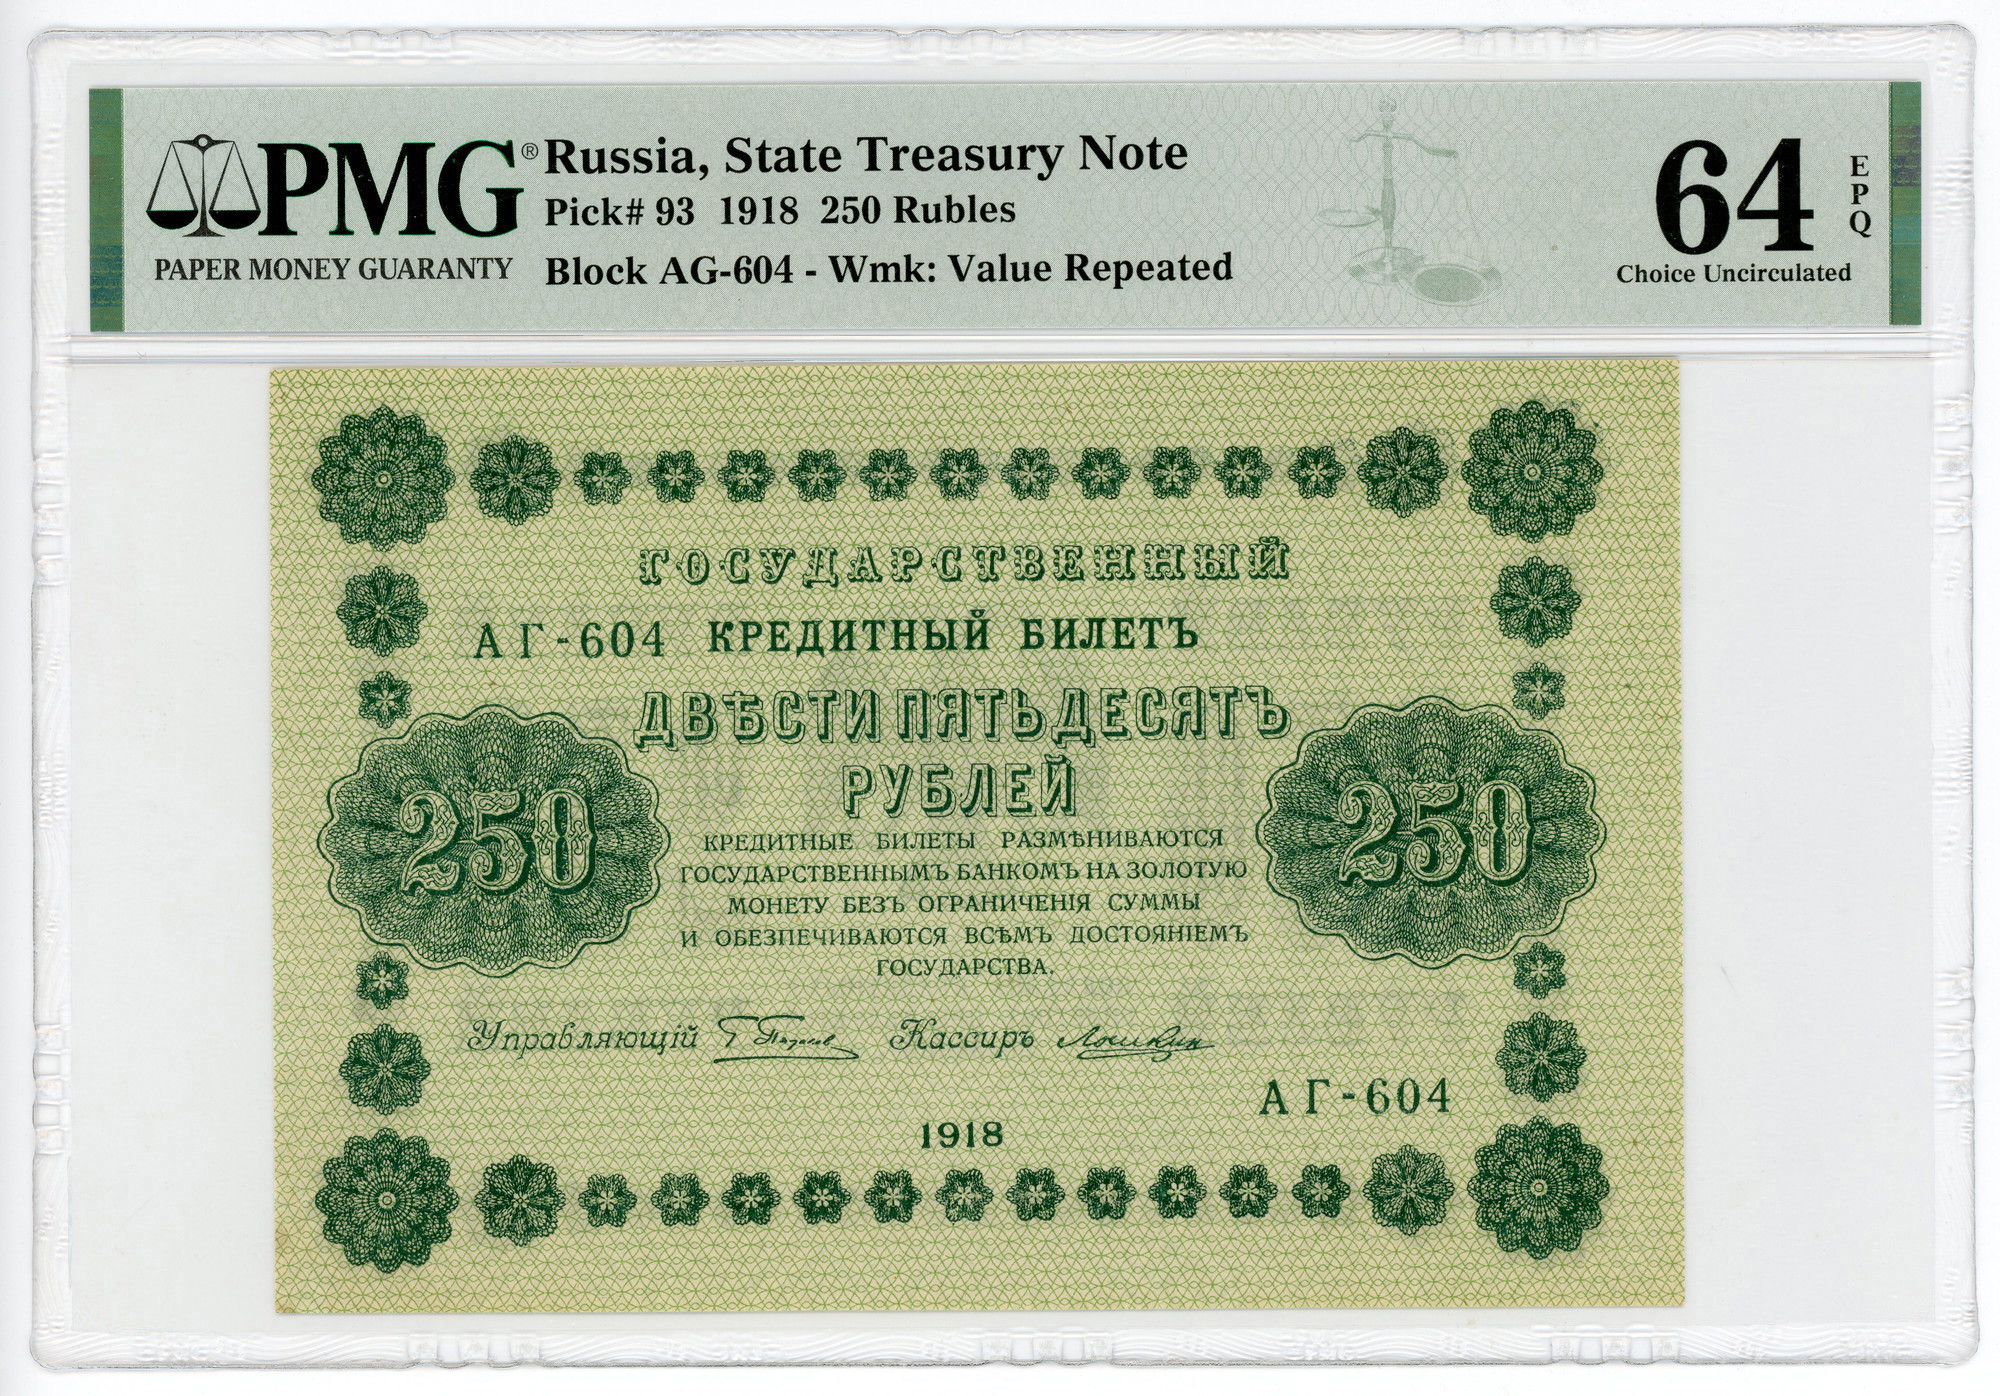 PMG®
PAPER MONEY GUARANTY
Russia, State Treasury Note
Pick# 93 1918 250 Rubles
Block AG-604 - Wmk: Value Repeated
64 EPQ
Choice Uncirculated
ГОСУДАРСТВЕННЫЙ
АГ-604 КРЕДИТНЫЙ БИЛЕТЪ
ДВѢСТИ ПЯТЬДЕСЯТЪ
РУБЛЕЙ
250
250
КРЕДИТНЫЕ БИЛЕТЫ РАЗМѢНИВАЮТСЯ
ГОСУДАРСТВЕННЫМЪ БАНКОМЪ НА ЗОЛОТУЮ
МОНЕТУ БЕЗЪ ОГРАНИЧЕНІЯ СУММЫ
И ОБЕЗПЕЧИВАЮТСЯ ВСѢМЪ ДОСТОЯНІЕМЪ
ГОСУДАРСТВА.
Управляющій Кассиръ
АГ-604
1918